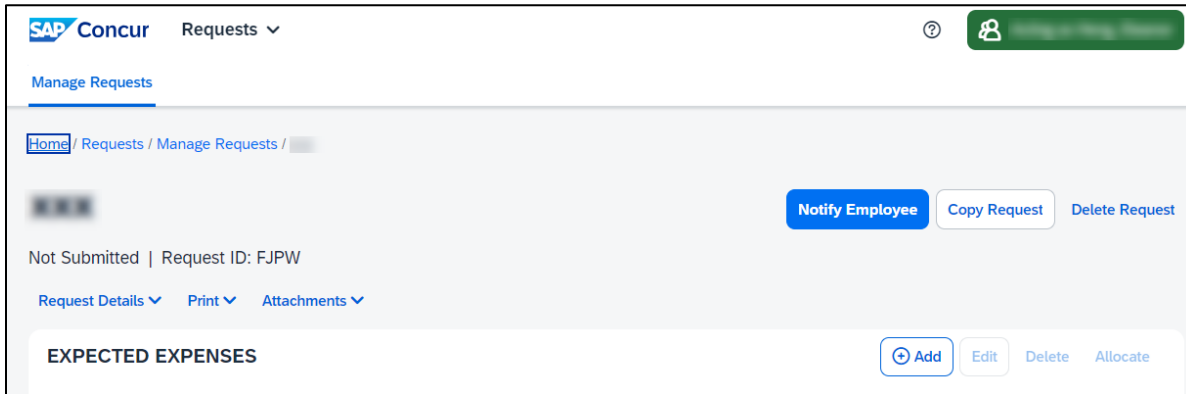 SAP Concur Requests
Manage Requests
Home / Requests / Manage Requests /
Notify Employee Copy Request Delete Request
Not Submitted | Request ID: FJPW
Request Details Print Attachments
EXPECTED EXPENSES Add Edit Delete Allocate